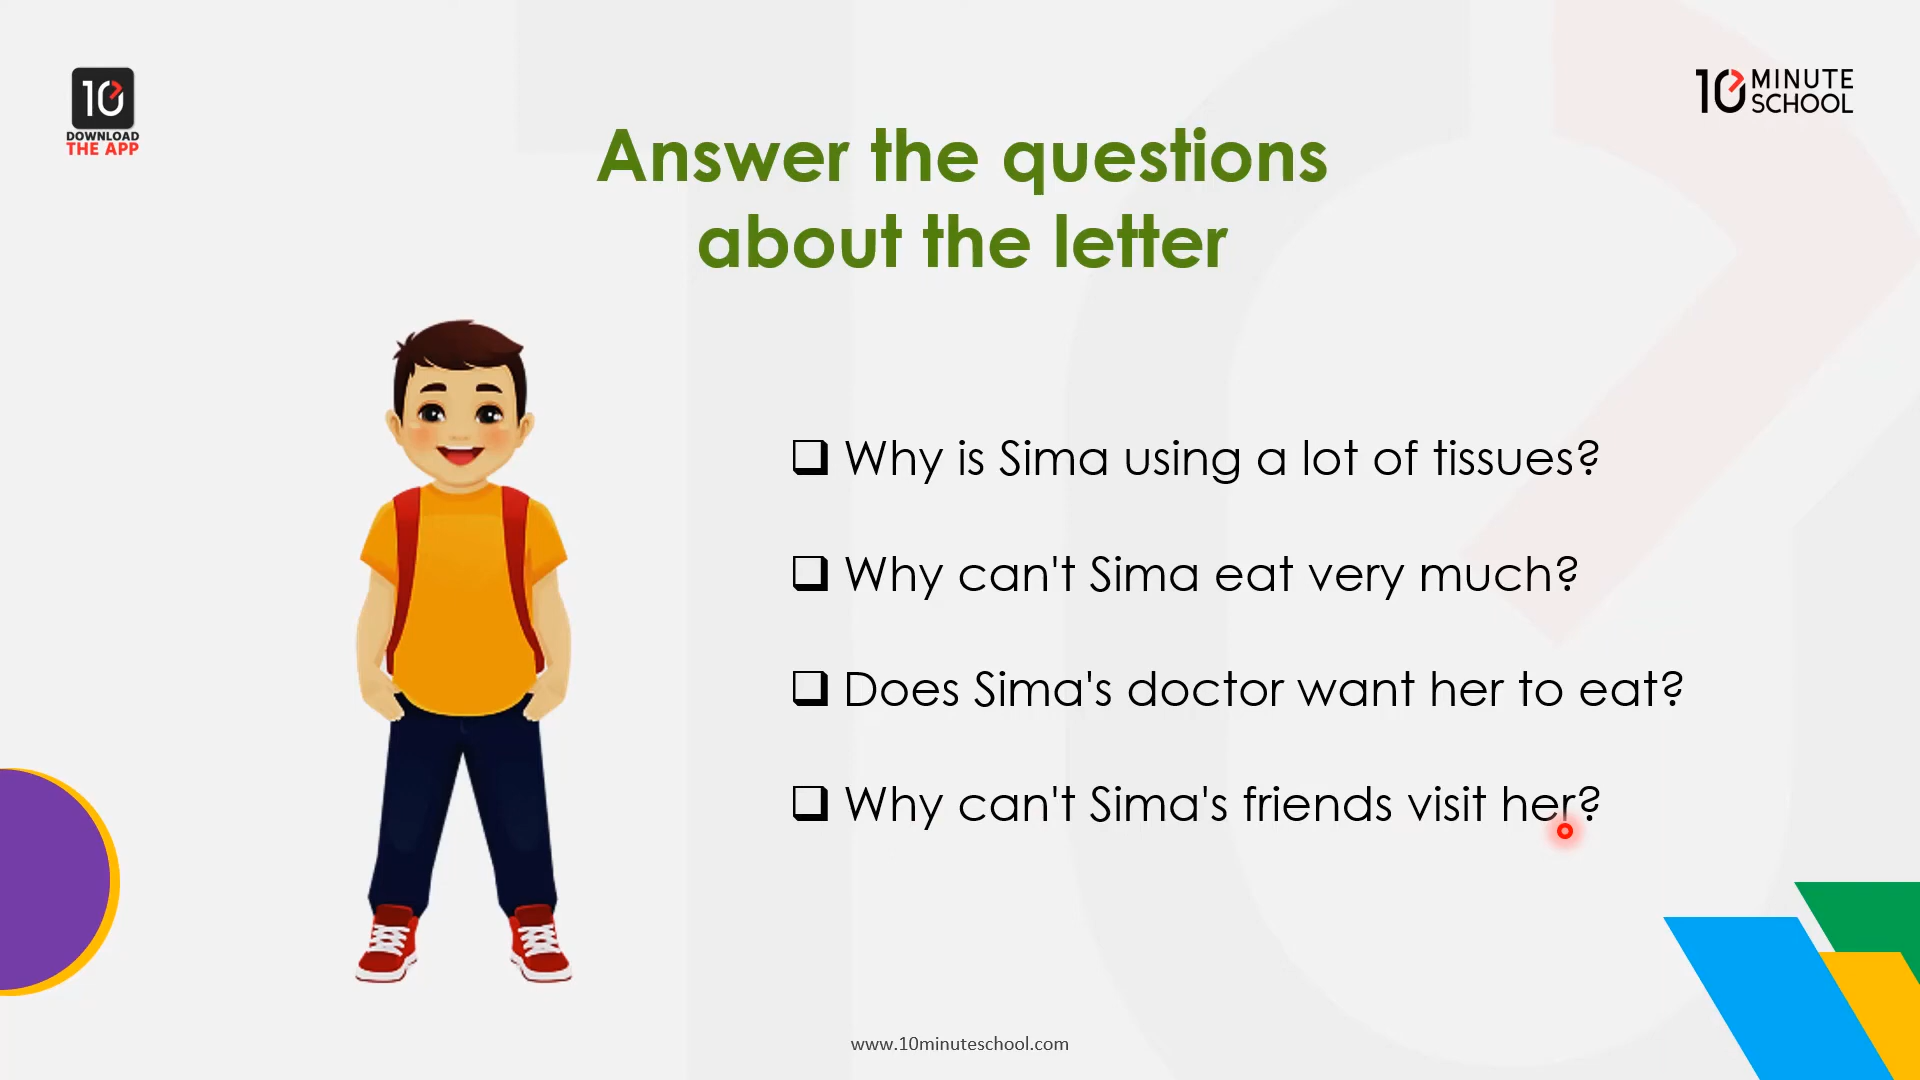 10
DOWNLOAD
THE APP
10 MINUTE
SCHOOL
Answer the questions
about the letter
❑ Why is Sima using a lot of tissues?
❑ Why can't Sima eat very much?
❑ Does Sima's doctor want her to eat?
❑ Why can't Sima's friends visit her?
www.10minuteschool.com